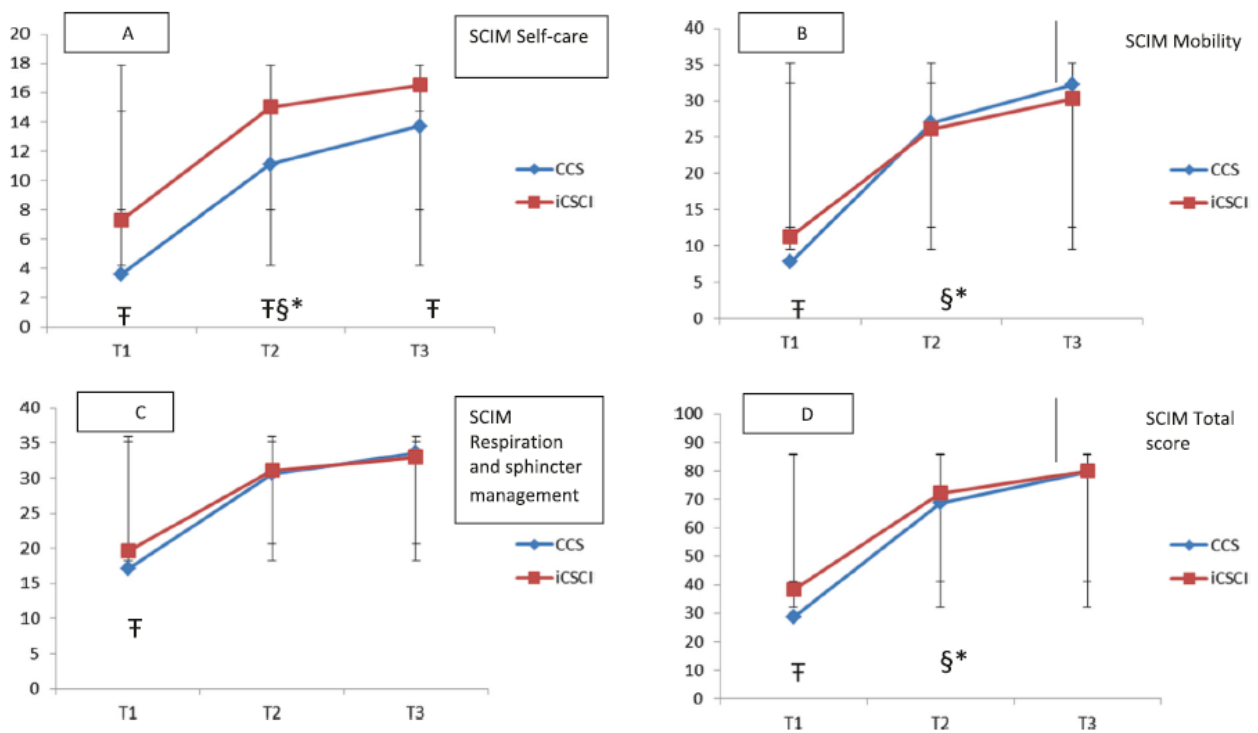 A
SCIM Self-care
20
18
16
14
12
10
8
6
4
2
0
CCS
iCSCI
Ŧ
Ŧ§*
Ŧ
T1
T2
T3
B
SCIM Mobility
40
35
30
25
20
15
10
5
0
CCS
iCSCI
Ŧ
§*
T1
T2
T3
C
SCIM
Respiration
and sphincter
management
40
35
30
25
20
15
10
5
0
CCS
iCSCI
Ŧ
T1
T2
T3
D
SCIM Total
score
100
90
80
70
60
50
40
30
20
10
0
CCS
iCSCI
Ŧ
§*
T1
T2
T3